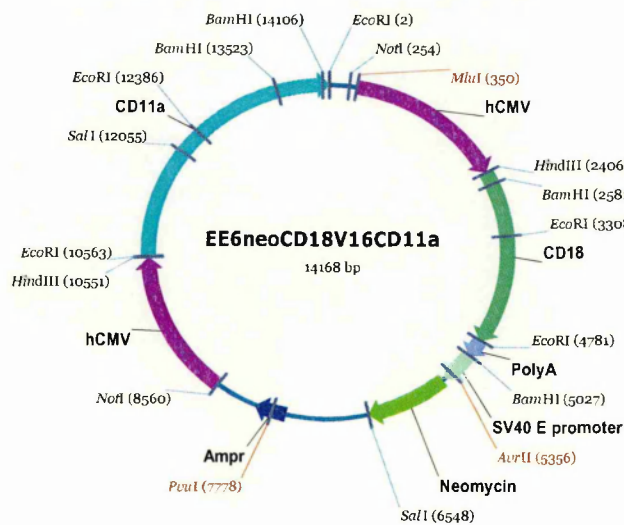 BamHI (14106)
EcoRI (2)
BamHI (13523)
NotI (254)
EcoRI (12386)
MluI (350)
CD11a
hCMV
SalI (12055)
HindIII (2406
BamHI (258
EcoRI (3308
EE6neoCD18V16CD11a
14168 bp
CD18
EcoRI (10563)
HindIII (10551)
EcoRI (4781)
hCMV
PolyA
BamHI (5027)
NotI (8560)
SV40 E promoter
Ampr
AvrII (5356)
PvuI (7778)
Neomycin
SalI (6548)